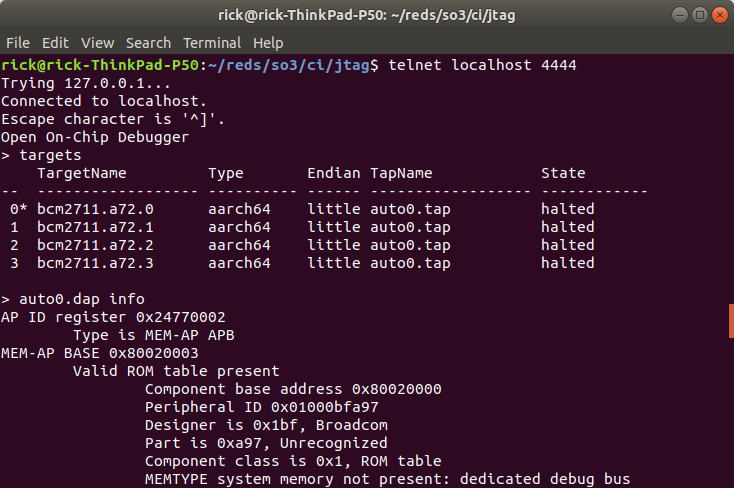 rick@rick-ThinkPad-P50: ~/reds/so3/ci/jtag
File Edit View Search Terminal Help
rick@rick-ThinkPad-P50:~/reds/so3/ci/jtag$ telnet localhost 4444
Trying 127.0.0.1...
Connected to localhost.
Escape character is '^]'.
Open On-Chip Debugger
> targets
    TargetName         Type       Endian TapName            State
--  ------------------ ---------- ------ ------------------ ------------
 0* bcm2711.a72.0      aarch64    little auto0.tap          halted
 1  bcm2711.a72.1      aarch64    little auto0.tap          halted
 2  bcm2711.a72.2      aarch64    little auto0.tap          halted
 3  bcm2711.a72.3      aarch64    little auto0.tap          halted
> auto0.dap info
AP ID register 0x24770002
        Type is MEM-AP APB
MEM-AP BASE 0x80020003
        Valid ROM table present
                Component base address 0x80020000
                Peripheral ID 0x01000bfa97
                Designer is 0x1bf, Broadcom
                Part is 0xa97, Unrecognized
                Component class is 0x1, ROM table
                MEMTYPE system memory not present: dedicated debug bus